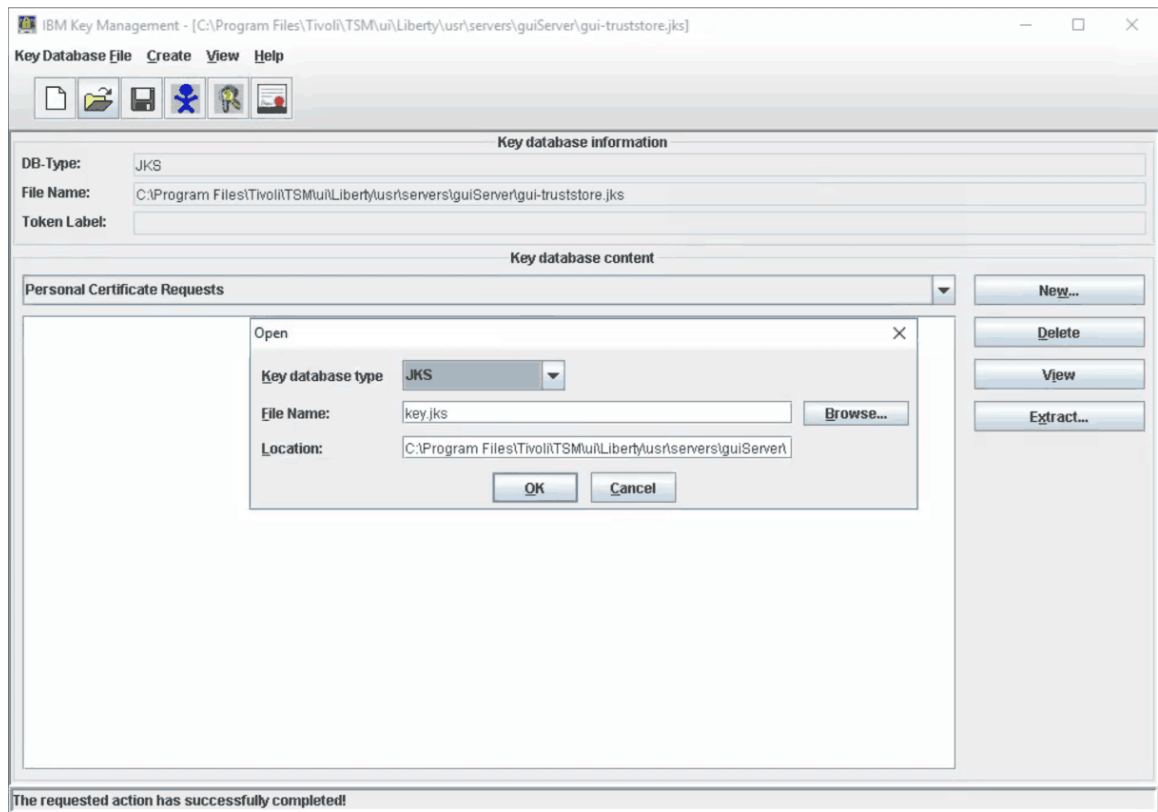 IBM Key Management - [C:\Program Files\Tivoli\TSM\ui\Liberty\usr\servers\guiServer\gui-truststore.jks]
Key Database File Create View Help
Key database information
DB-Type: JKS
File Name: C:\Program Files\Tivoli\TSM\ui\Liberty\usr\servers\guiServer\gui-truststore.jks
Token Label:
Key database content
Personal Certificate Requests
New...
Open
Delete
Key database type JKS
View
File Name: key.jks Browse...
Extract...
Location: C:\Program Files\Tivoli\TSM\ui\Liberty\usr\servers\guiServer\
OK Cancel
The requested action has successfully completed!